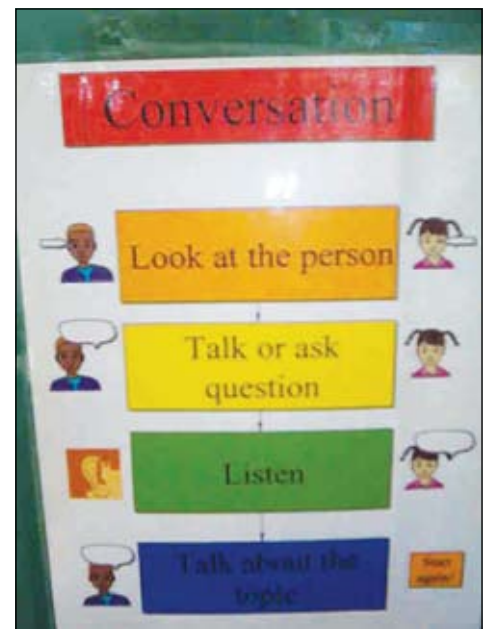 Conversation
Look at the person
Talk or ask
question
Listen
Talk about the
topic
Start
again!